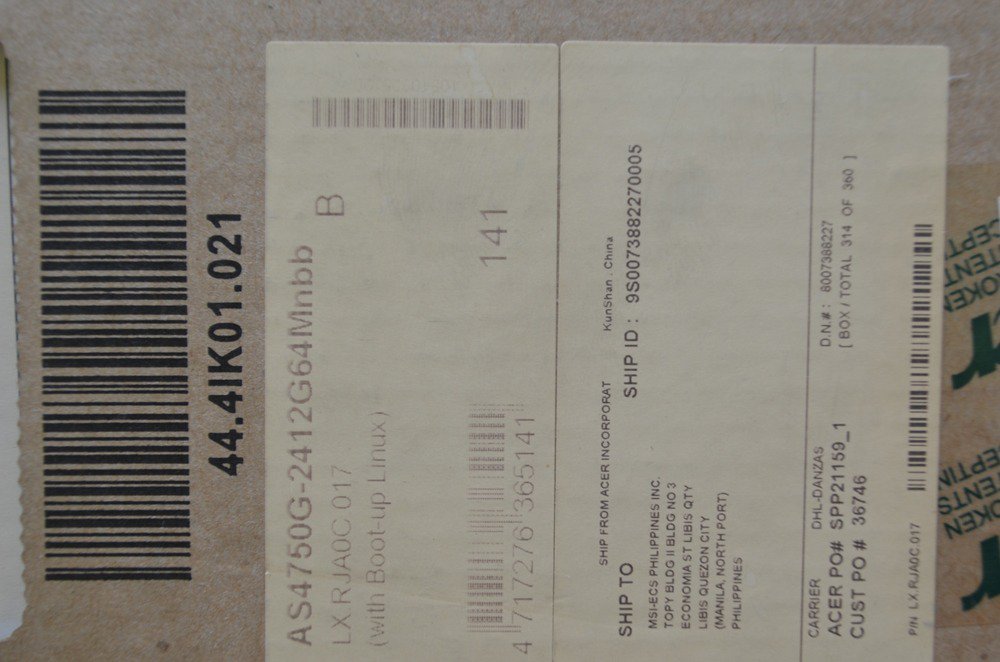 44.4IK01.021
AS4750G-2412G64Mnbb
B
LX.RJA0C.017
(with Boot-up Linux)
141
4 717276 365141
SHIP FROM ACER INCORPORAT KunShan . China
SHIP TO
SHIP ID : 9S0073882270005
MSI-ECS PHILIPPINES INC.
TOPY BLDG II BLDG NO 3
ECONOMIA ST LIBIS QTY
LIBIS QUEZON CITY
(MANILA, NORTH PORT)
PHILIPPINES
CARRIER DHL-DANZAS
D.N.# : 8007388227
ACER PO# SPP21159_1
[ BOX / TOTAL 314 OF 360 ]
CUST PO # 36746
P/N LX.RJA0C.017